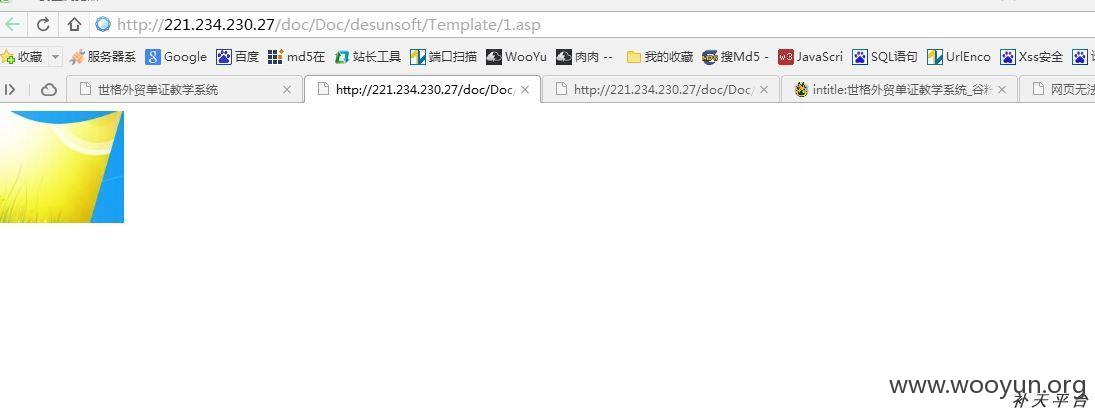 http://221.234.230.27/doc/Doc/desunsoft/Template/1.asp
收藏 服务器系 Google 百度 md5在 站长工具 端口扫描 WooYu 肉肉 -- 我的收藏 搜Md5 - JavaScri SQL语句 UrlEnco Xss安全
世格外贸单证教学系统 http://221.234.230.27/doc/Doc/ http://221.234.230.27/doc/Doc/ intitle:世格外贸单证教学系统_谷粉 网页无法
www.wooyun.org
补天平台